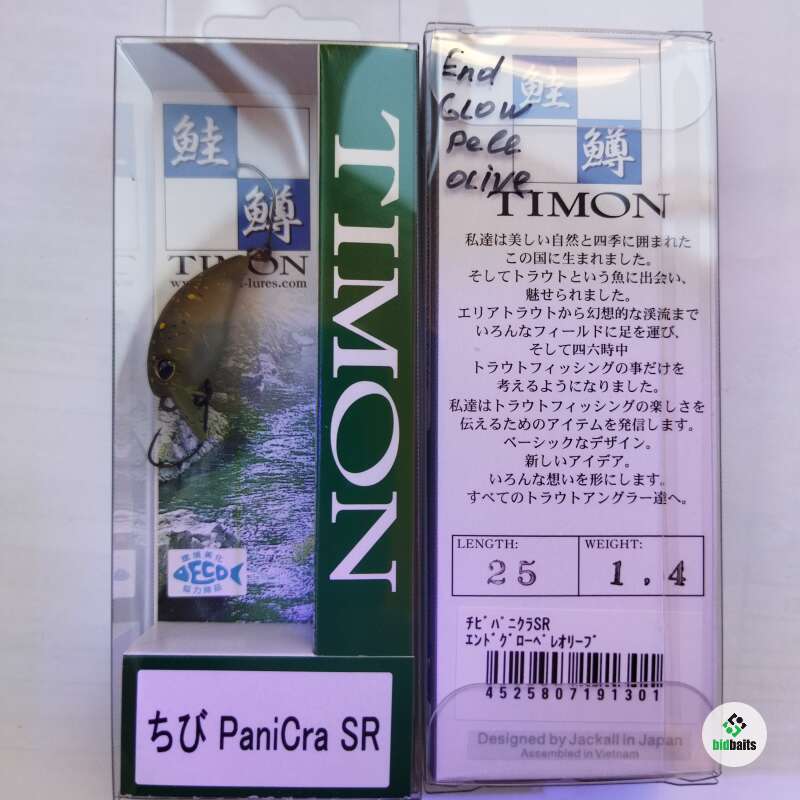 鮭
鱒
TIMON
TIMON
環境美化
ECO
協力商品
ちび PaniCra SR
End
GLOW
Pele
olive
鮭
鱒
TIMON
私達は美しい自然と四季に囲まれた
この国に生まれました。
そしてトラウトという魚に出会い、
魅せられました。
エリアトラウトから幻想的な渓流まで
いろんなフィールドに足を運び、
そして四六時中
トラウトフィッシングの事だけを
考えるようになりました。
私達はトラウトフィッシングの楽しさを
伝えるためのアイテムを発信します。
ベーシックなデザイン。
新しいアイデア。
いろんな想いを形にします。
すべてのトラウトアングラー達へ。
LENGTH: WEIGHT:
25 1.4
ﾁﾋﾞﾊﾟﾆｸﾗSR
ｴﾝﾄﾞｸﾞﾛｰﾍﾟﾚｵﾘｰﾌﾞ
4525807191301
Designed by Jackall in Japan
Assembled in Vietnam
bidbaits